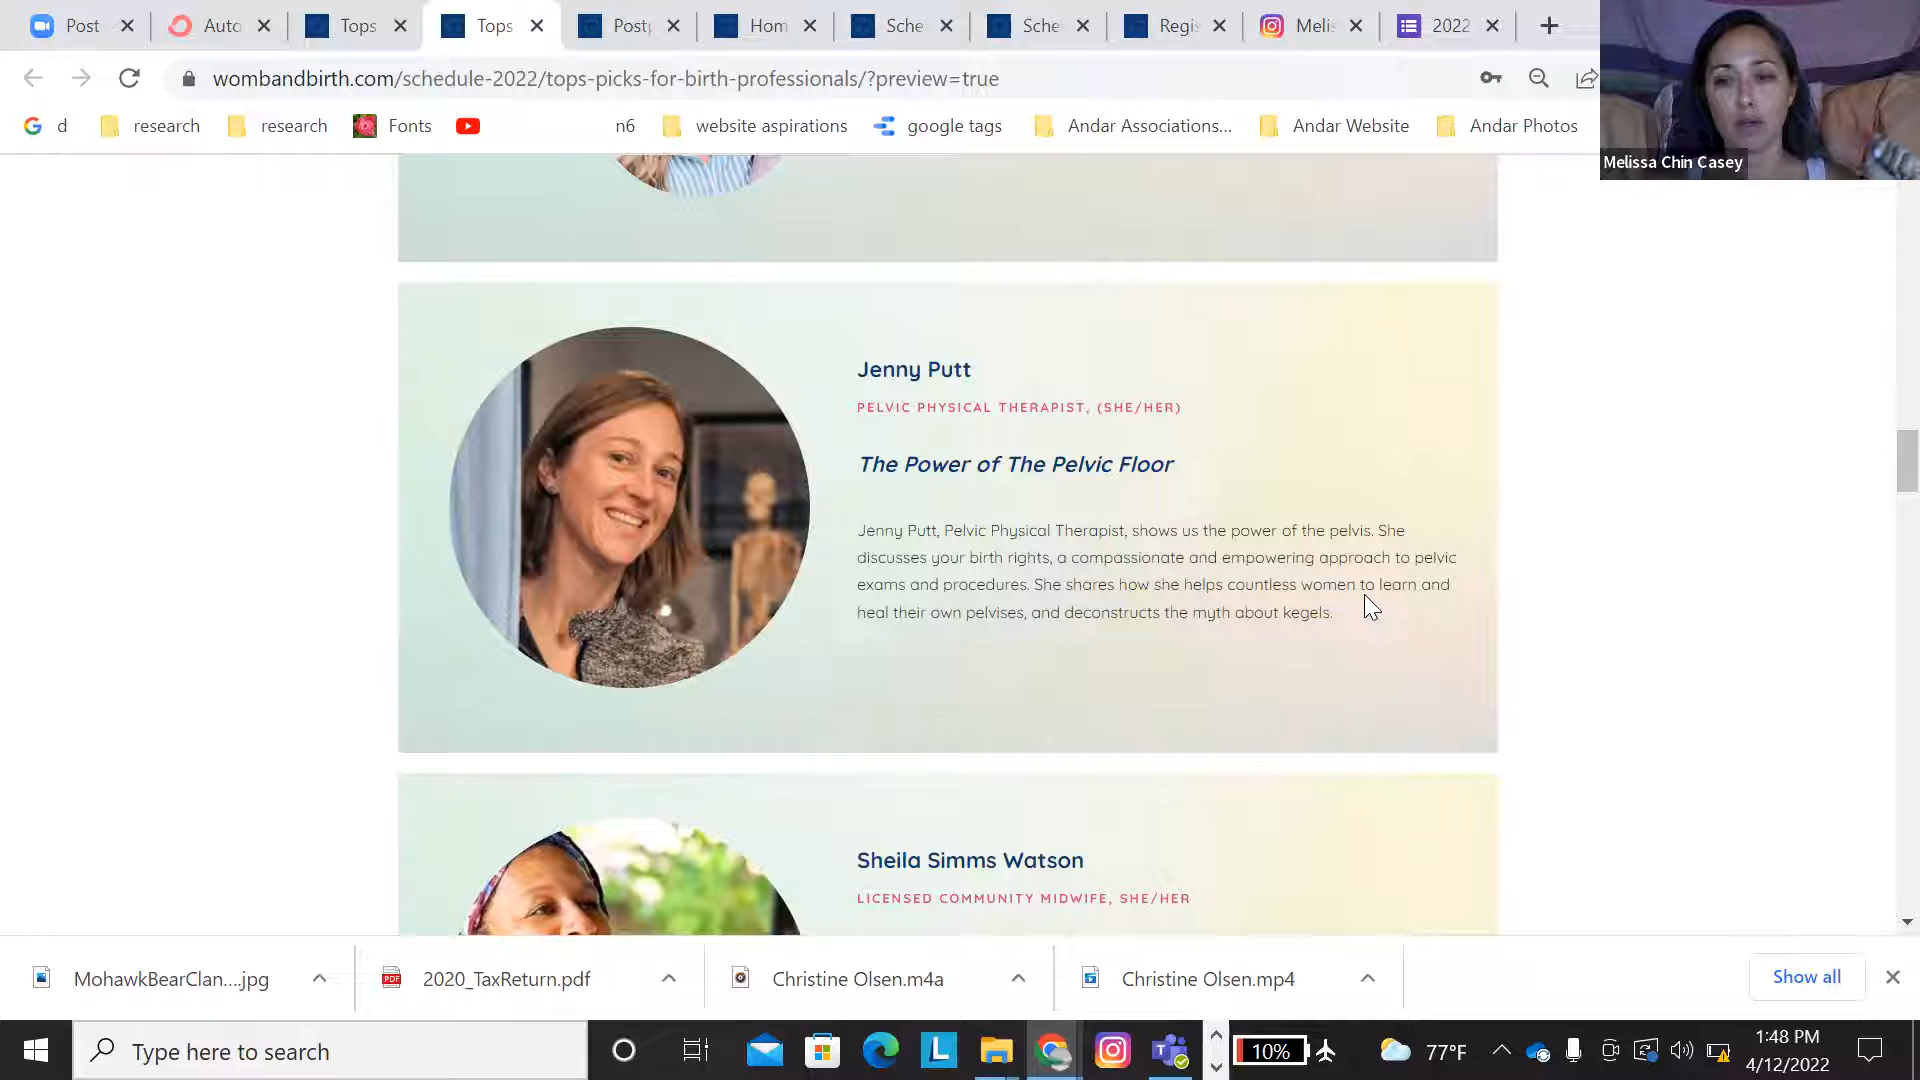 Post
Auto
Tops
Tops
Postp
Hom
Sche
Sche
Regis
Melis
2022
wombandbirth.com/schedule-2022/tops-picks-for-birth-professionals/?preview=true
d
research
research
Fonts
n6
website aspirations
google tags
Andar Associations...
Andar Website
Andar Photos
Melissa Chin Casey
Jenny Putt
PELVIC PHYSICAL THERAPIST, (SHE/HER)
The Power of The Pelvic Floor
Jenny Putt, Pelvic Physical Therapist, shows us the power of the pelvis. She
discusses your birth rights, a compassionate and empowering approach to pelvic
exams and procedures. She shares how she helps countless women to learn and
heal their own pelvises, and deconstructs the myth about kegels.
Sheila Simms Watson
LICENSED COMMUNITY MIDWIFE, SHE/HER
MohawkBearClan....jpg
2020_TaxReturn.pdf
Christine Olsen.m4a
Christine Olsen.mp4
Show all
Type here to search
10%
77°F
1:48 PM
4/12/2022